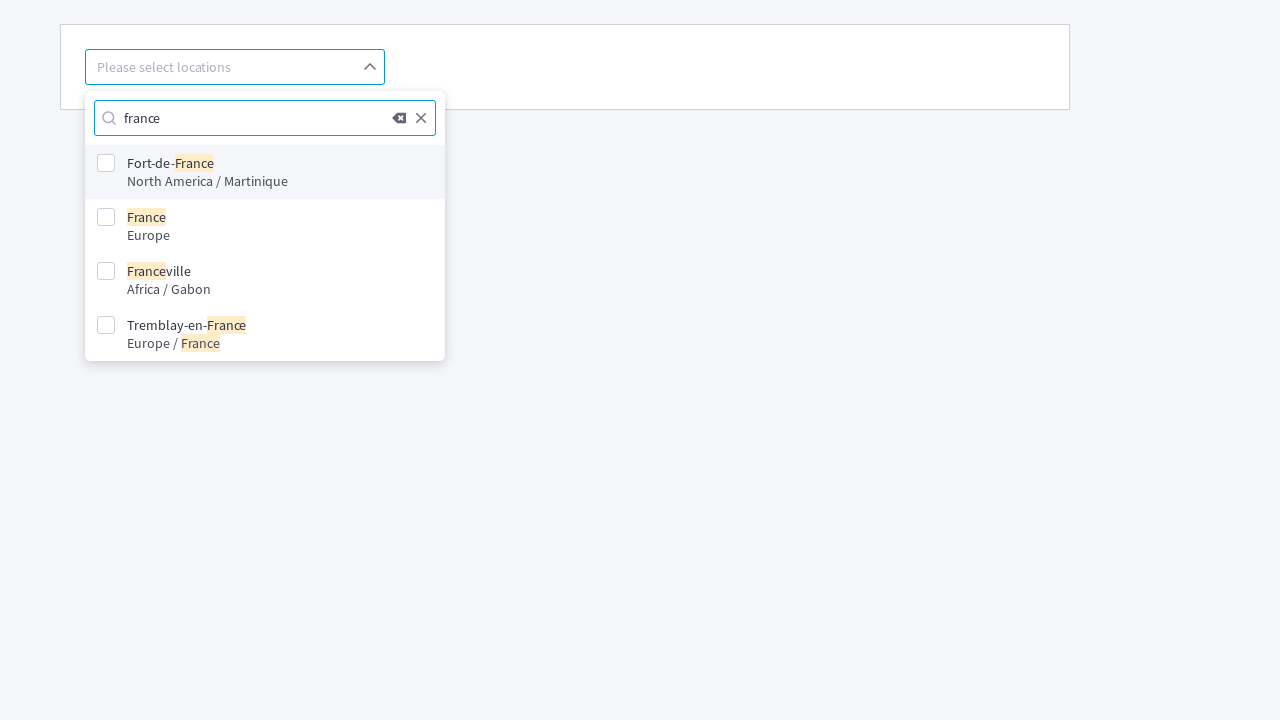 Please select locations
france
Fort-de-France
North America / Martinique
France
Europe
Franceville
Africa / Gabon
Tremblay-en-France
Europe / France